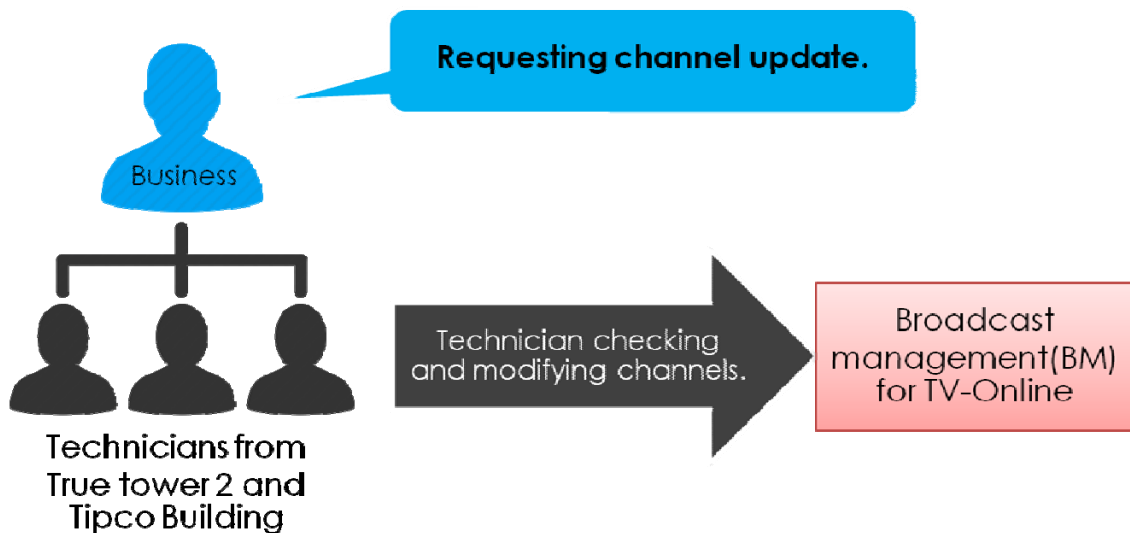 Requesting channel update.
Business
Technician checking
and modifying channels.
Broadcast
management(BM)
for TV-Online
Technicians from
True tower 2 and
Tipco Building